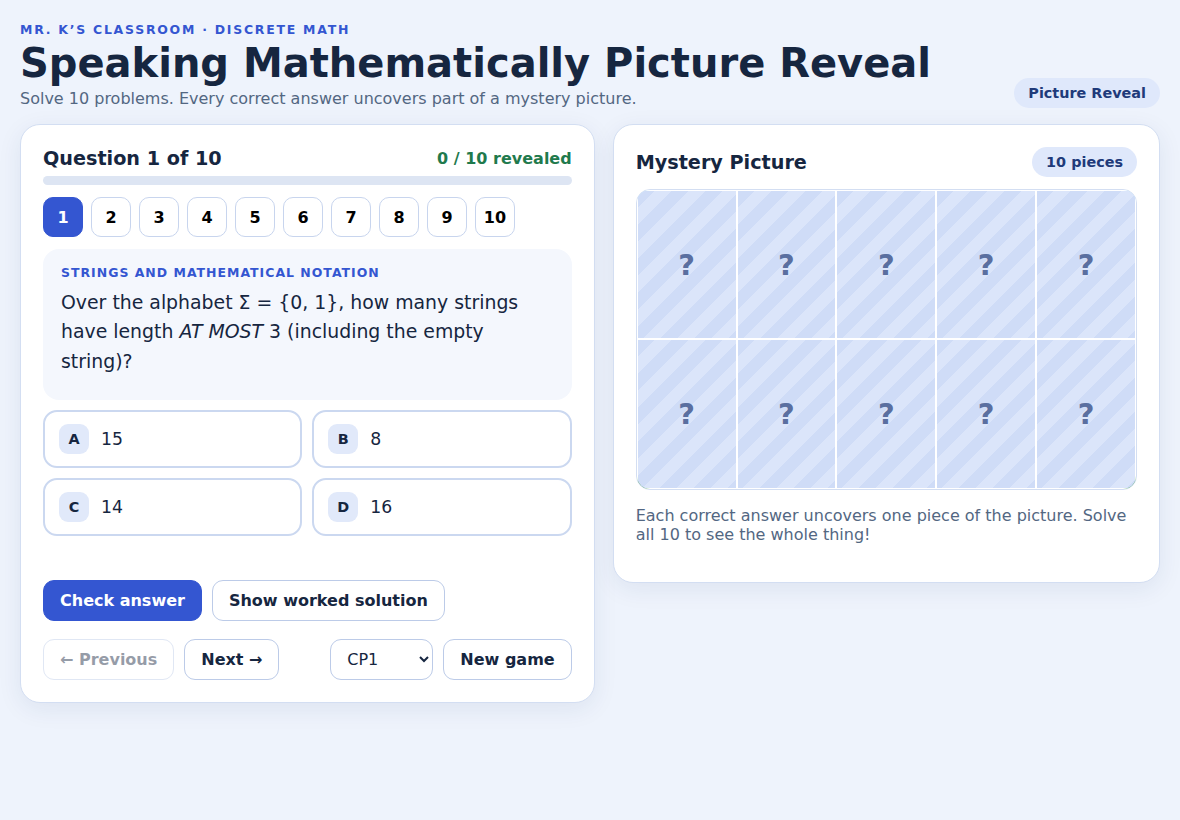 MR. K’S CLASSROOM · DISCRETE MATH
Speaking Mathematically Picture Reveal
Solve 10 problems. Every correct answer uncovers part of a mystery picture.
Picture Reveal
Question 1 of 10
0 / 10 revealed
1 2 3 4 5 6 7 8 9 10
STRINGS AND MATHEMATICAL NOTATION
Over the alphabet Σ = {0, 1}, how many strings
have length AT MOST 3 (including the empty
string)?
A 15
B 8
C 14
D 16
Check answer
Show worked solution
← Previous
Next →
CP1
New game
Mystery Picture
10 pieces
? ? ? ? ?
? ? ? ? ?
Each correct answer uncovers one piece of the picture. Solve
all 10 to see the whole thing!